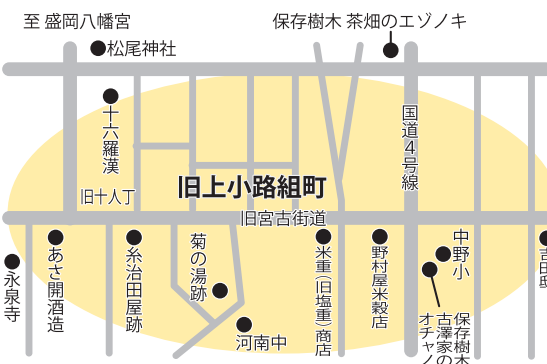 至 盛岡八幡宮
保存樹木 茶畑のエゾノキ
松尾神社
十六羅漢
国道4号線
旧十人丁
旧上小路組町
旧宮古街道
永泉寺
あさ開酒造
糸治田屋跡
菊の湯跡
河南中
米重(旧塩重)商店
野村屋米穀店
中野小
保存樹木
古澤家の
オチャノ
吉田邸